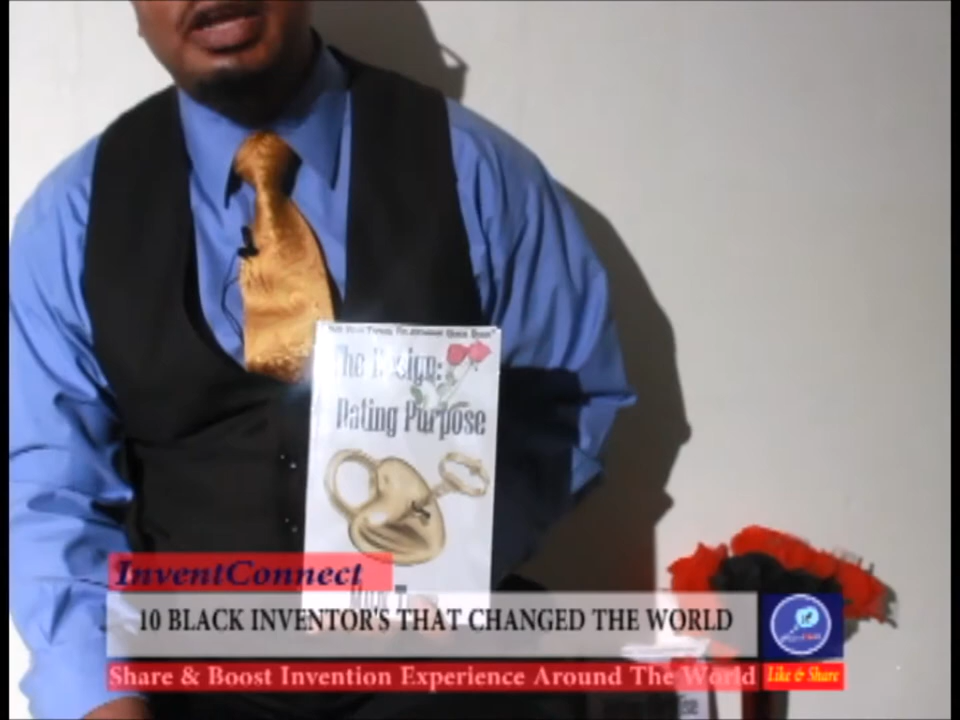 The Design:
Dating Purpose
InventConnect
10 BLACK INVENTOR'S THAT CHANGED THE WORLD
Share & Boost Invention Experience Around The World
Like & Share